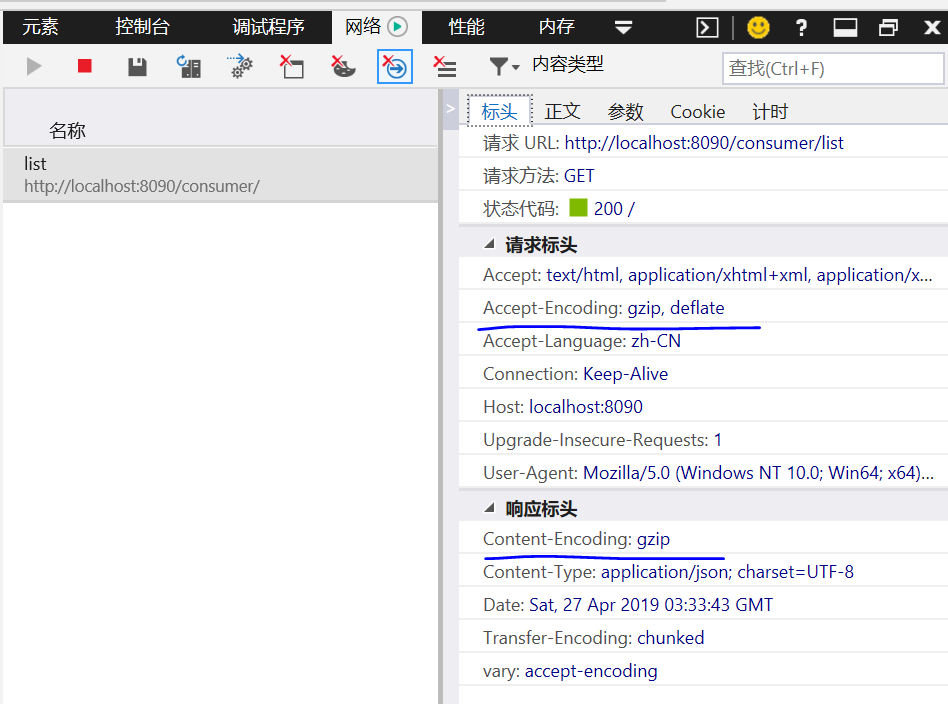 元素 控制台 调试程序 网络 性能 内存
内容类型 查找(Ctrl+F)
名称
list
http://localhost:8090/consumer/
标头 正文 参数 Cookie 计时
请求 URL: http://localhost:8090/consumer/list
请求方法: GET
状态代码: 200 /
请求标头
Accept: text/html, application/xhtml+xml, application/x...
Accept-Encoding: gzip, deflate
Accept-Language: zh-CN
Connection: Keep-Alive
Host: localhost:8090
Upgrade-Insecure-Requests: 1
User-Agent: Mozilla/5.0 (Windows NT 10.0; Win64; x64)...
响应标头
Content-Encoding: gzip
Content-Type: application/json; charset=UTF-8
Date: Sat, 27 Apr 2019 03:33:43 GMT
Transfer-Encoding: chunked
vary: accept-encoding